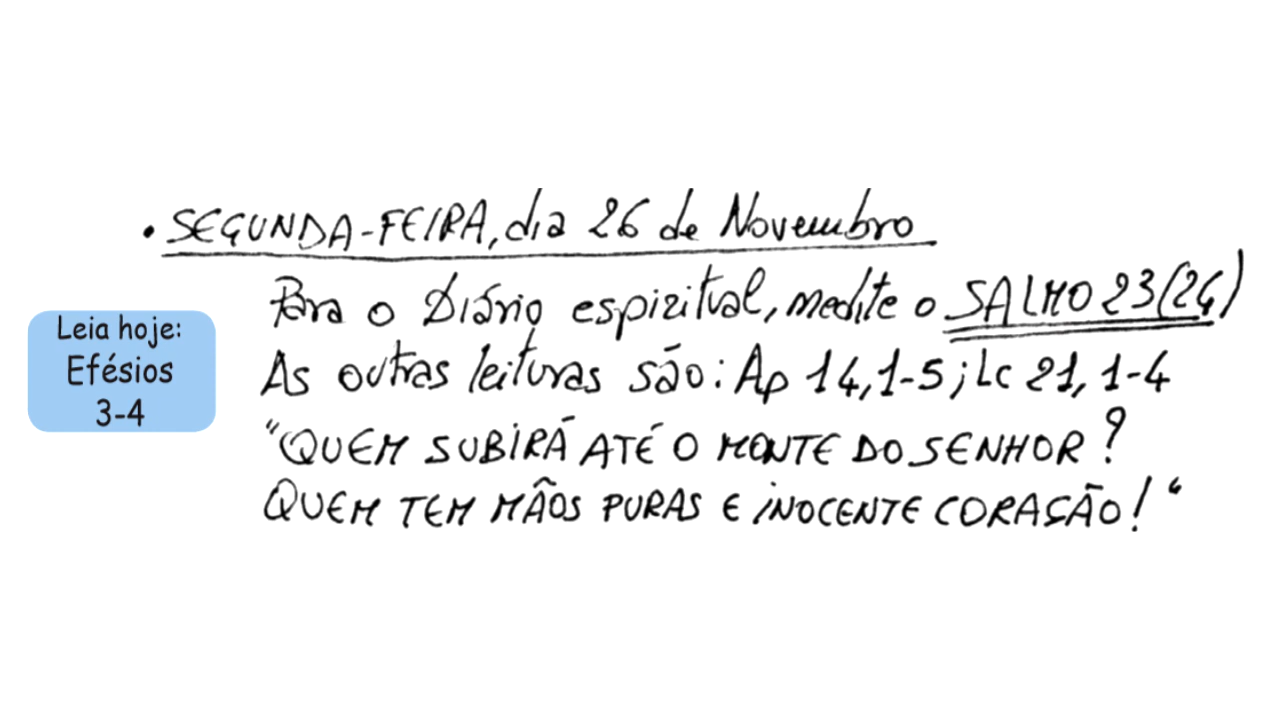 • SEGUNDA-FEIRA, dia 26 de Novembro
Para o Diário espiritual, medite o SALMO 23(24)
As outras leituras são: Ap 14,1-5; Lc 21, 1-4
"QUEM SUBIRÁ ATÉ O MONTE DO SENHOR?
QUEM TEM MÃOS PURAS E INOCENTE CORAÇÃO!"
Leia hoje:
Efésios
3-4